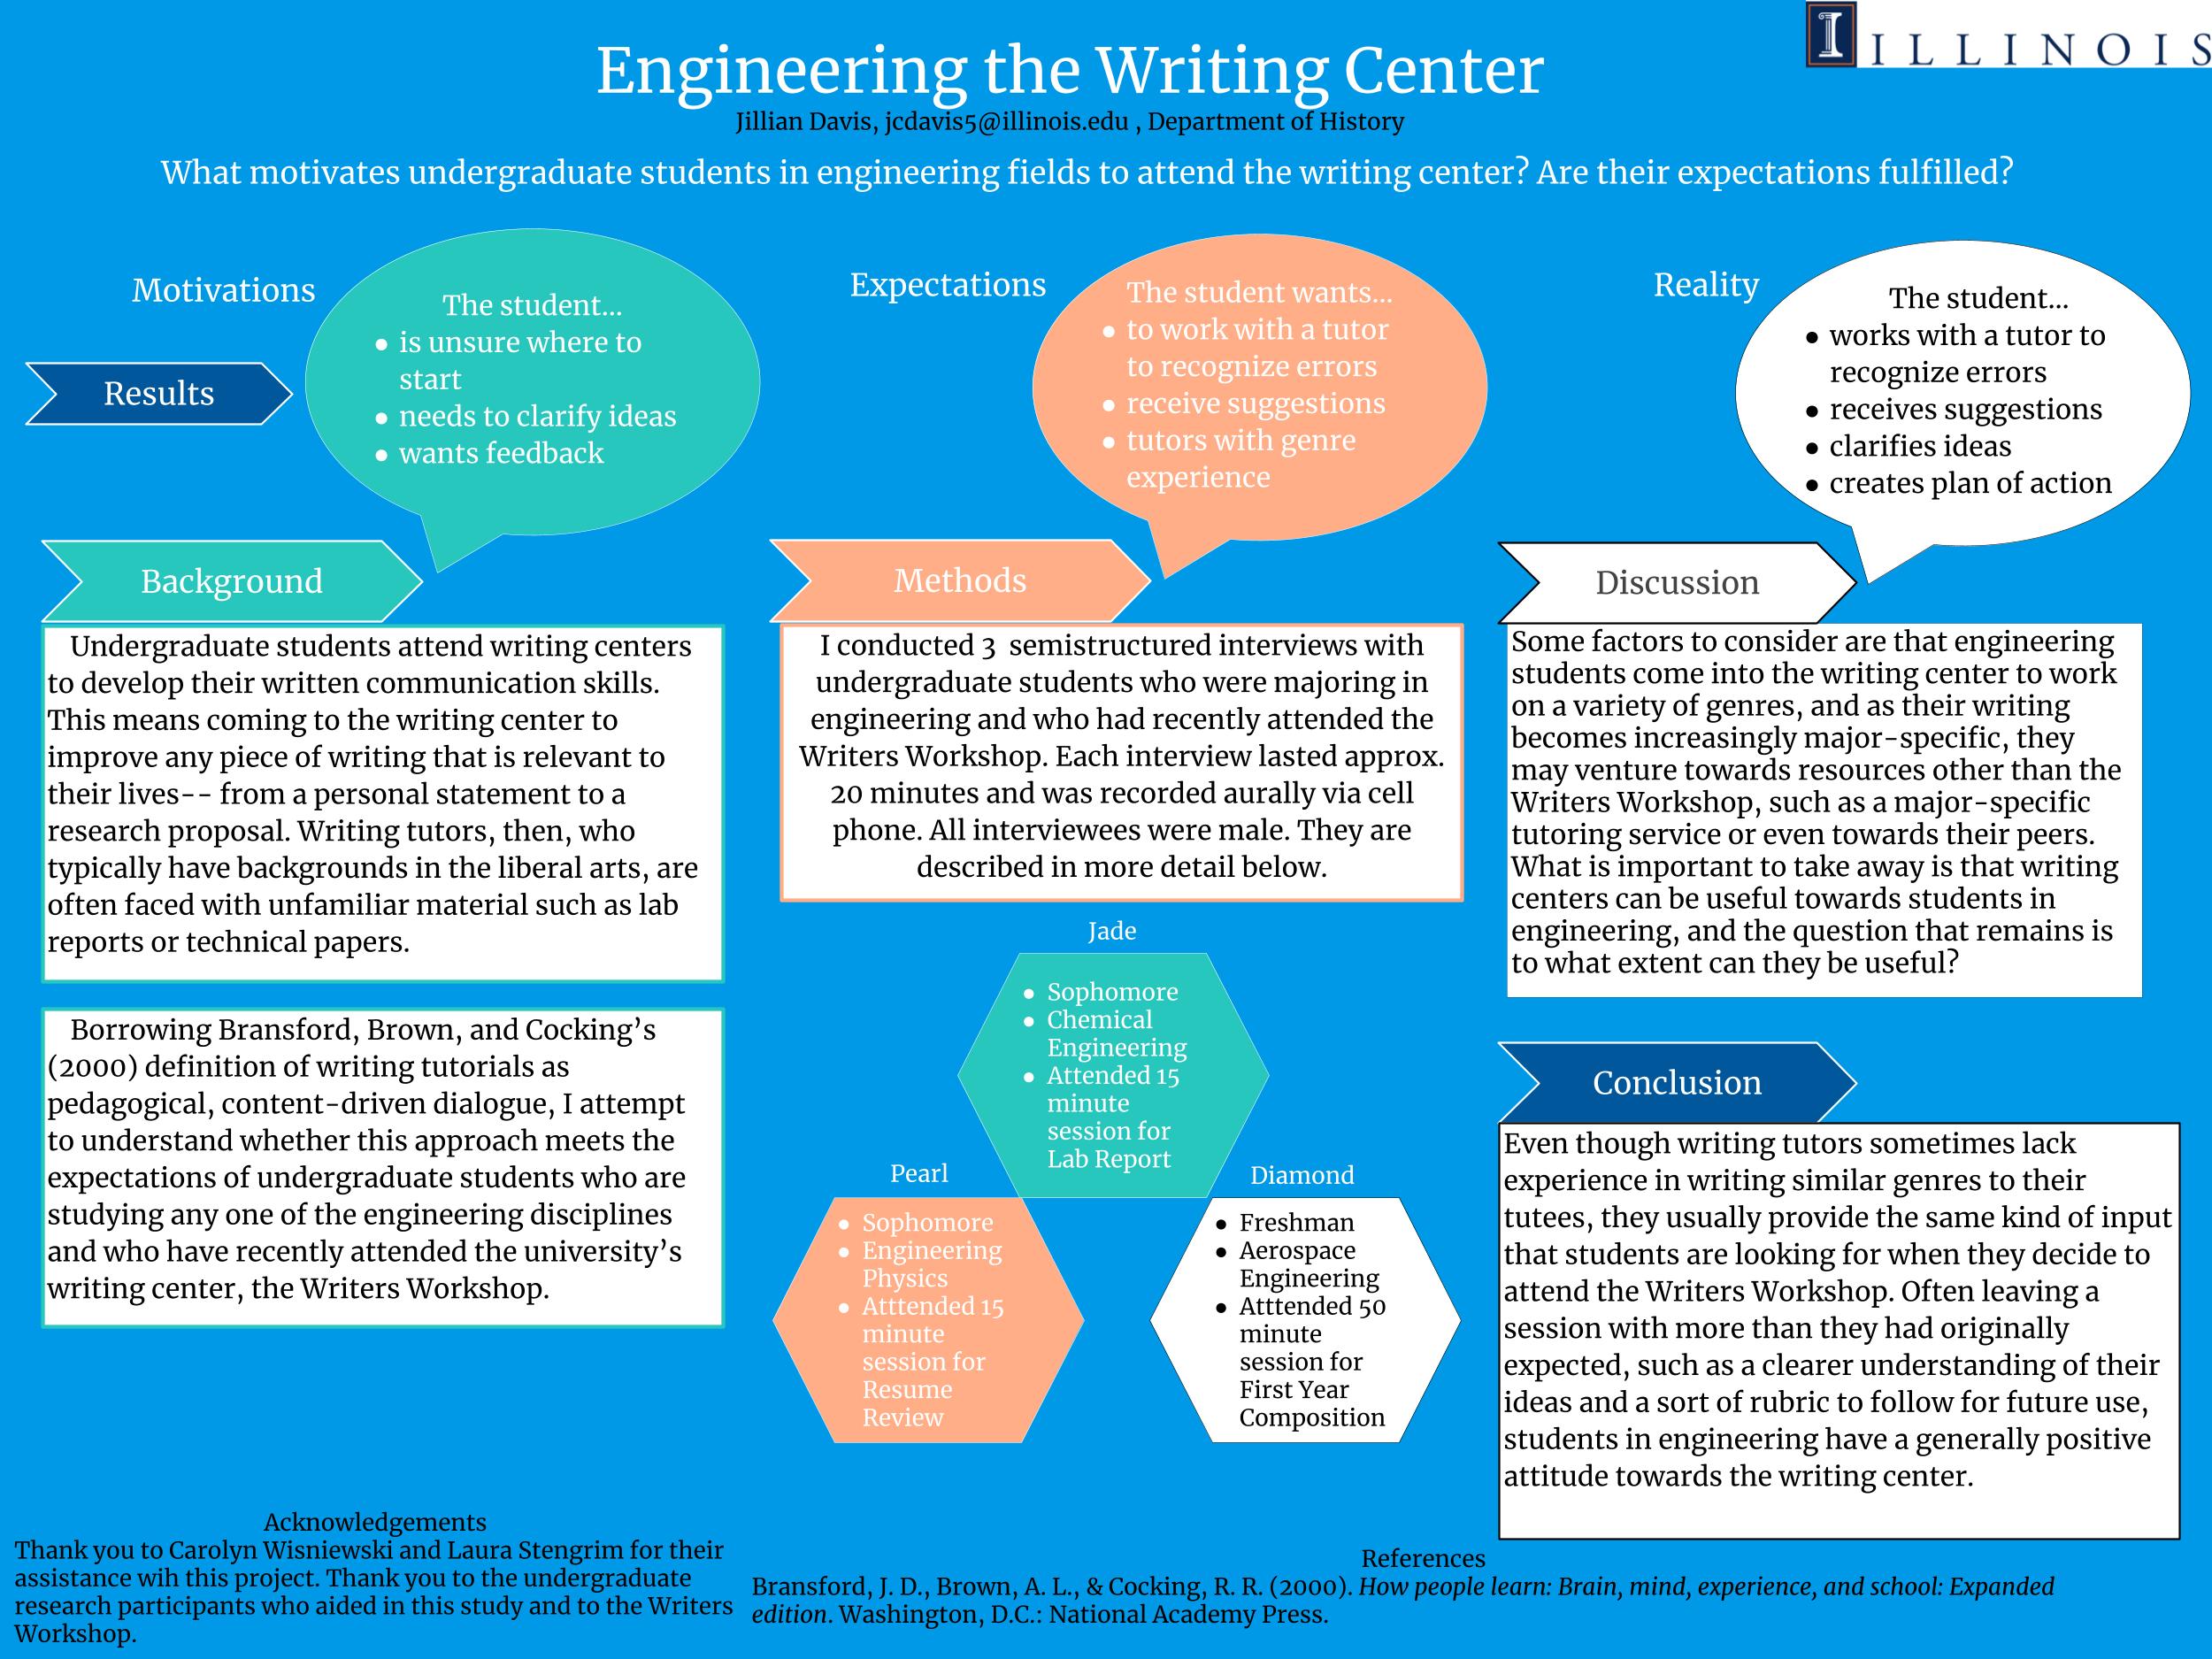 ILLINOIS
Engineering the Writing Center
Jillian Davis, jcdavis5@illinois.edu , Department of History
What motivates undergraduate students in engineering fields to attend the writing center? Are their expectations fulfilled?
Results
Motivations
The student...
● is unsure where to
start
● needs to clarify ideas
● wants feedback
Expectations
The student wants...
● to work with a tutor
to recognize errors
● receive suggestions
● tutors with genre
experience
Reality
The student...
● works with a tutor to
recognize errors
● receives suggestions
● clarifies ideas
● creates plan of action
Background
Undergraduate students attend writing centers
to develop their written communication skills.
This means coming to the writing center to
improve any piece of writing that is relevant to
their lives-- from a personal statement to a
research proposal. Writing tutors, then, who
typically have backgrounds in the liberal arts, are
often faced with unfamiliar material such as lab
reports or technical papers.
Borrowing Bransford, Brown, and Cocking’s
(2000) definition of writing tutorials as
pedagogical, content-driven dialogue, I attempt
to understand whether this approach meets the
expectations of undergraduate students who are
studying any one of the engineering disciplines
and who have recently attended the university’s
writing center, the Writers Workshop.
Methods
I conducted 3  semistructured interviews with
undergraduate students who were majoring in
engineering and who had recently attended the
Writers Workshop. Each interview lasted approx.
20 minutes and was recorded aurally via cell
phone. All interviewees were male. They are
described in more detail below.
Jade
● Sophomore
● Chemical
Engineering
● Attended 15
minute
session for
Lab Report
Pearl
● Sophomore
● Engineering
Physics
● Atttended 15
minute
session for
Resume
Review
Diamond
● Freshman
● Aerospace
Engineering
● Atttended 50
minute
session for
First Year
Composition
Discussion
Some factors to consider are that engineering
students come into the writing center to work
on a variety of genres, and as their writing
becomes increasingly major-specific, they
may venture towards resources other than the
Writers Workshop, such as a major-specific
tutoring service or even towards their peers.
What is important to take away is that writing
centers can be useful towards students in
engineering, and the question that remains is
to what extent can they be useful?
Conclusion
Even though writing tutors sometimes lack
experience in writing similar genres to their
tutees, they usually provide the same kind of input
that students are looking for when they decide to
attend the Writers Workshop. Often leaving a
session with more than they had originally
expected, such as a clearer understanding of their
ideas and a sort of rubric to follow for future use,
students in engineering have a generally positive
attitude towards the writing center.
Acknowledgements
Thank you to Carolyn Wisniewski and Laura Stengrim for their
assistance wih this project. Thank you to the undergraduate
research participants who aided in this study and to the Writers
Workshop.
References
Bransford, J. D., Brown, A. L., & Cocking, R. R. (2000). How people learn: Brain, mind, experience, and school: Expanded
edition. Washington, D.C.: National Academy Press.